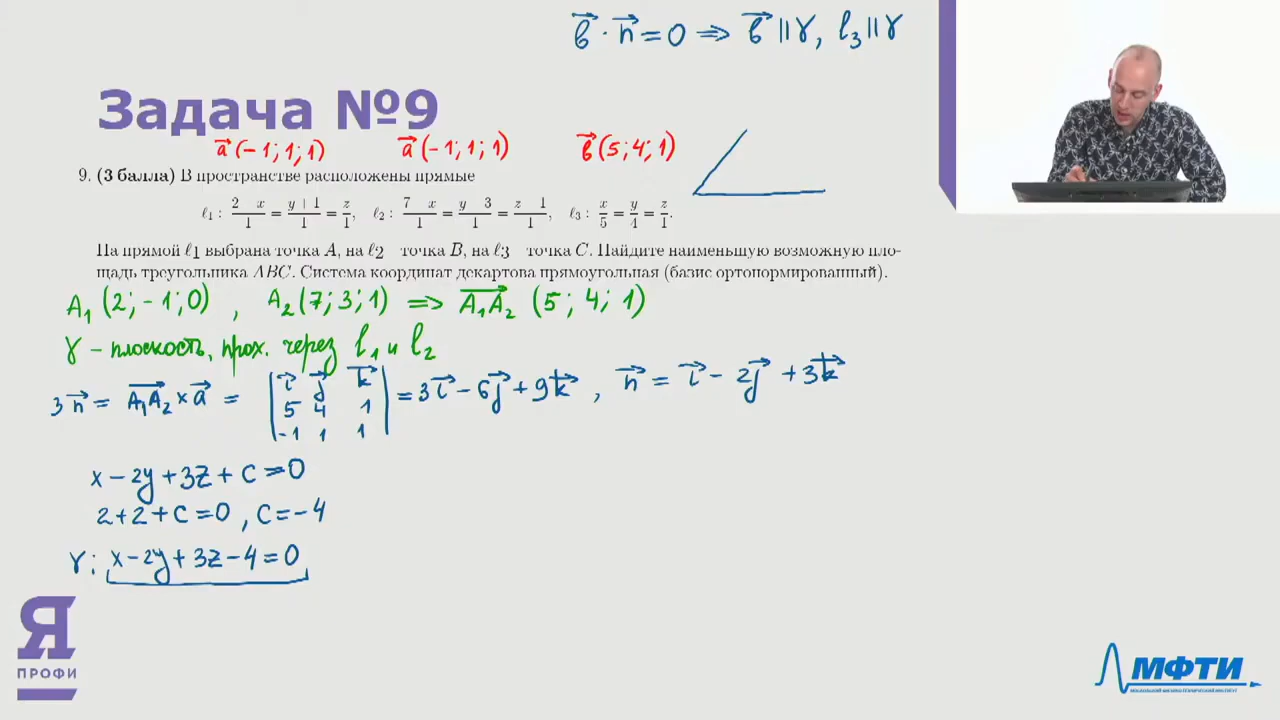 b · n = 0 ⇒ b ∥ γ, l₃ ∥ γ
Задача №9
a (-1; 1; 1) a (-1; 1; 1) b (5; 4; 1)
9. (3 балла) В пространстве расположены прямые
ℓ₁ : 2 x/1 = y + 1/1 = z/1, ℓ₂ : 7 x/1 = y 3/1 = z 1/1, ℓ₃ : x/5 = y/4 = z/1.
На прямой ℓ1 выбрана точка A, на ℓ2 точка B, на ℓ3 точка C. Найдите наименьшую возможную пло-
щадь треугольника ABC. Система координат декартова прямоугольная (базис ортонормированный).
A₁ (2; -1; 0), A₂ (7; 3; 1) ⇒ A₁A₂ (5; 4; 1)
γ – плоскость, прох. через l₁ и l₂
3n = A₁A₂ × a = | i j k ; 5 4 1 ; -1 1 1 | = 3i - 6j + 9k, n = i - 2j + 3k
x - 2y + 3z + C = 0
2 + 2 + C = 0, C = -4
γ: x - 2y + 3z - 4 = 0
Я
ПРОФИ
МФТИ